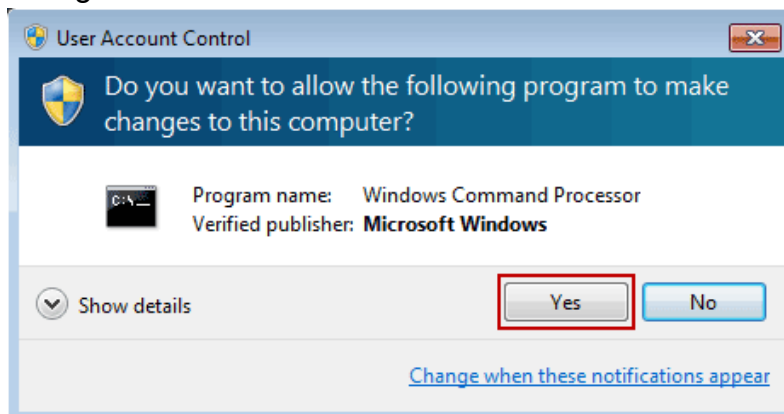 User Account Control
Do you want to allow the following program to make
changes to this computer?
C:\_
Program name: Windows Command Processor
Verified publisher: Microsoft Windows
Show details
Yes
No
Change when these notifications appear